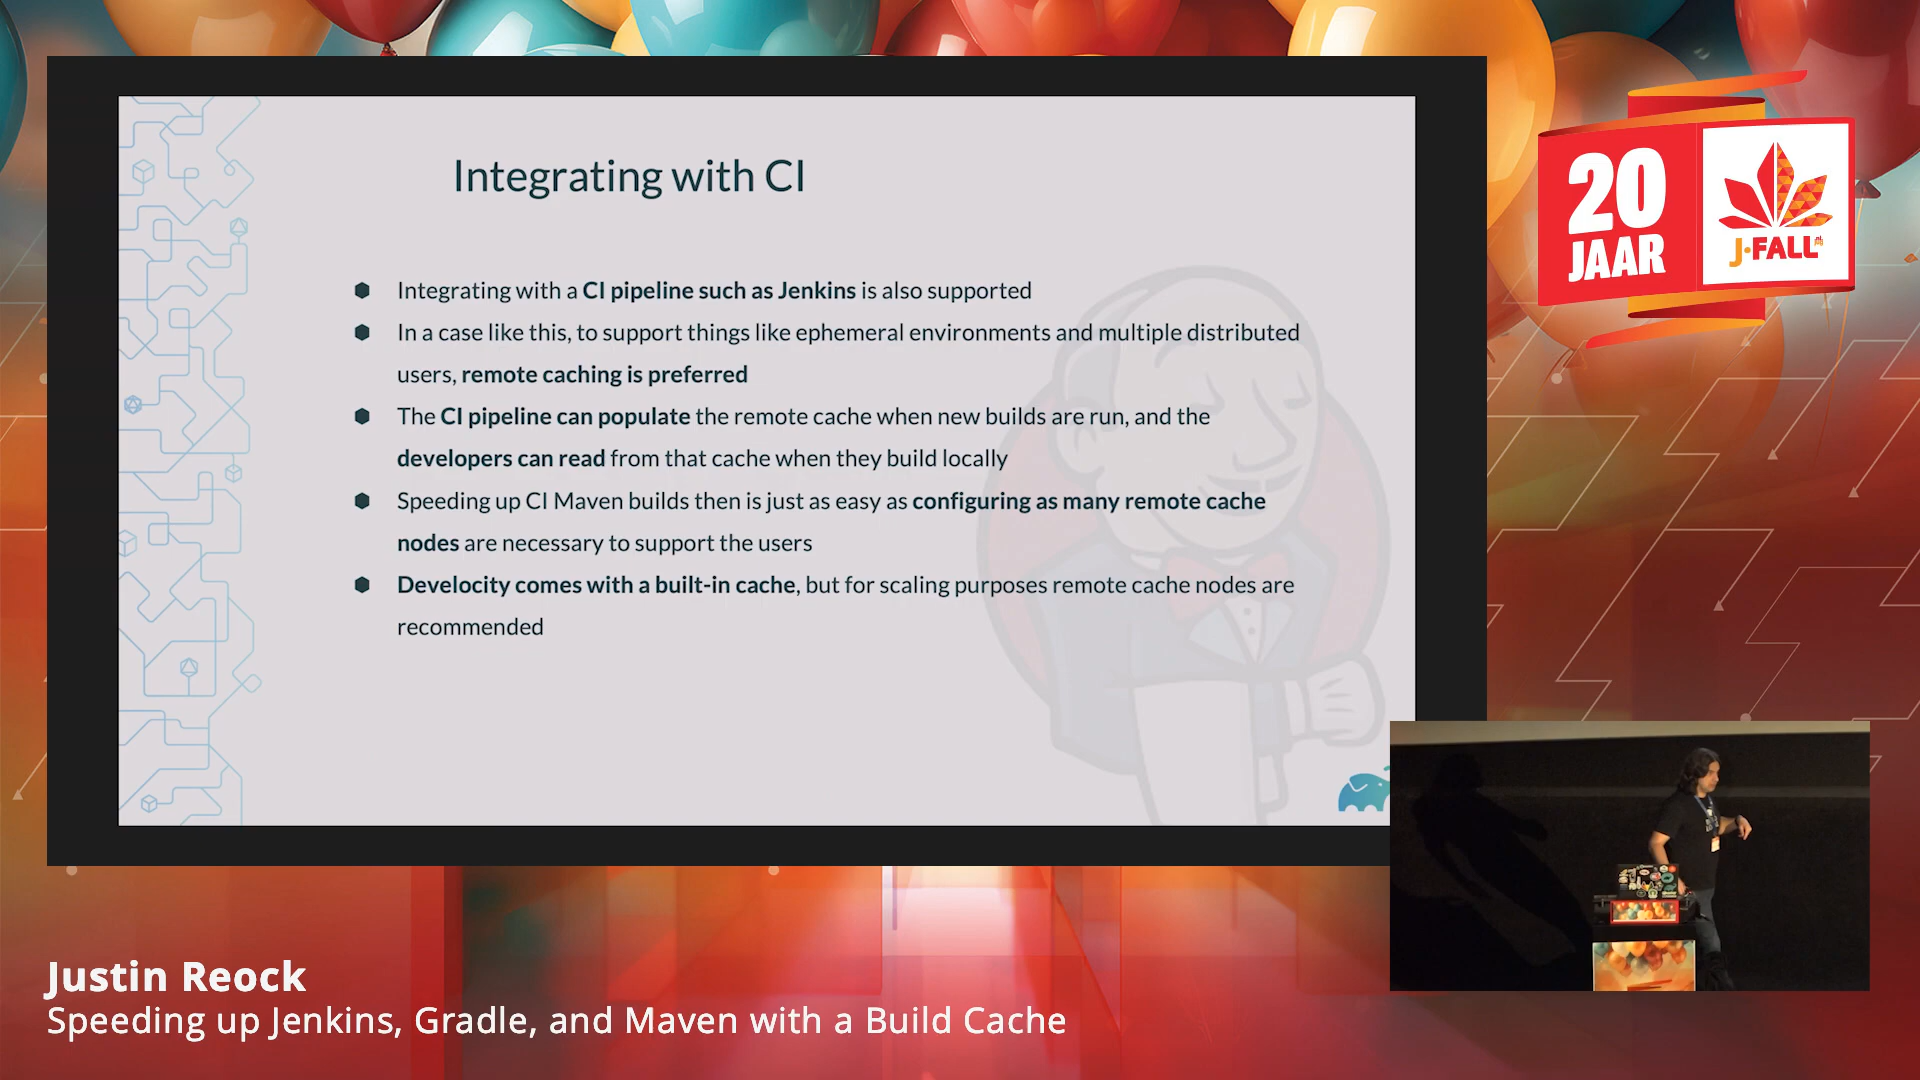 Integrating with CI
Integrating with a CI pipeline such as Jenkins is also supported
In a case like this, to support things like ephemeral environments and multiple distributed
users, remote caching is preferred
The CI pipeline can populate the remote cache when new builds are run, and the
developers can read from that cache when they build locally
Speeding up CI Maven builds then is just as easy as configuring as many remote cache
nodes are necessary to support the users
Develocity comes with a built-in cache, but for scaling purposes remote cache nodes are
recommended
20
JAAR
J-FALL
Justin Reock
Speeding up Jenkins, Gradle, and Maven with a Build Cache